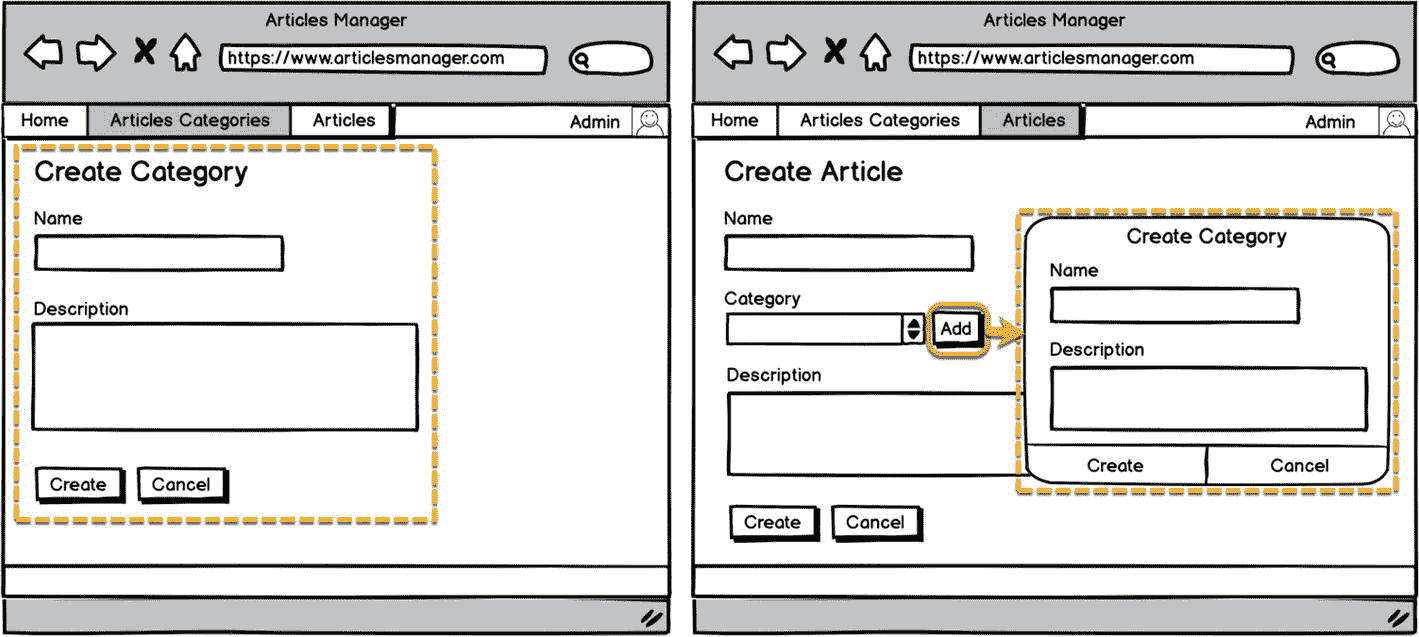 Articles Manager
https://www.articlesmanager.com
Home Articles Categories Articles Admin
Create Category
Name
Description
Create Cancel
Articles Manager
https://www.articlesmanager.com
Home Articles Categories Articles Admin
Create Article
Name
Category
Add
Description
Create Cancel
Create Category
Name
Description
Create Cancel